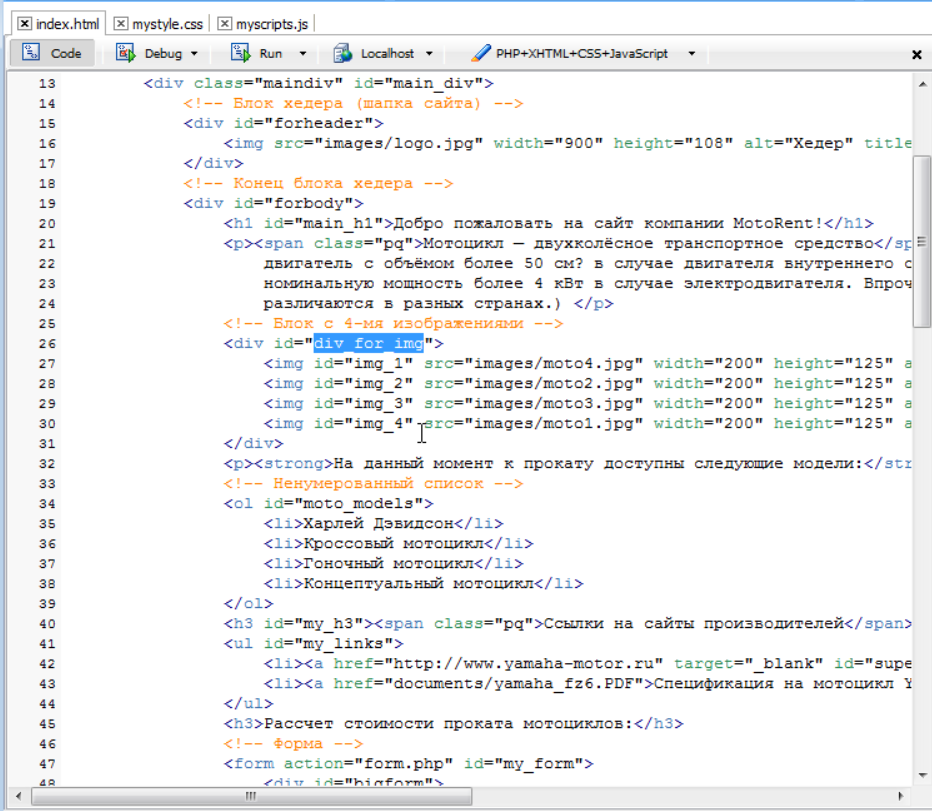 index.html mystyle.css myscripts.js
Code Debug Run Localhost PHP+XHTML+CSS+JavaScript
13 <div class="maindiv" id="main_div">
14 <!-- Блок хедера (шапка сайта) -->
15 <div id="forheader">
16 <img src="images/logo.jpg" width="900" height="108" alt="Хедер" title
17 </div>
18 <!-- Конец блока хедера -->
19 <div id="forbody">
20 <h1 id="main_h1">Добро пожаловать на сайт компании MotoRent!</h1>
21 <p><span class="pq">Мотоцикл — двухколёсное транспортное средство</sp
22 двигатель с объёмом более 50 см? в случае двигателя внутреннего с
23 номинальную мощность более 4 кВт в случае электродвигателя. Впроч
24 различаются в разных странах.) </p>
25 <!-- Блок с 4-мя изображениями -->
26 <div id="div_for_img">
27 <img id="img_1" src="images/moto4.jpg" width="200" height="125" a
28 <img id="img_2" src="images/moto2.jpg" width="200" height="125" a
29 <img id="img_3" src="images/moto3.jpg" width="200" height="125" a
30 <img id="img_4" src="images/moto1.jpg" width="200" height="125" a
31 </div>
32 <p><strong>На данный момент к прокату доступны следующие модели:</str
33 <!-- Ненумерованный список -->
34 <ol id="moto_models">
35 <li>Харлей Дэвидсон</li>
36 <li>Кроссовый мотоцикл</li>
37 <li>Гоночный мотоцикл</li>
38 <li>Концептуальный мотоцикл</li>
39 </ol>
40 <h3 id="my_h3"><span class="pq">Ссылки на сайты производителей</span>
41 <ul id="my_links">
42 <li><a href="http://www.yamaha-motor.ru" target="_blank" id="supe
43 <li><a href="documents/yamaha_fz6.PDF">Спецификация на мотоцикл Y
44 </ul>
45 <h3>Рассчет стоимости проката мотоциклов:</h3>
46 <!-- Форма -->
47 <form action="form.php" id="my_form">
48 <div id="bigform">